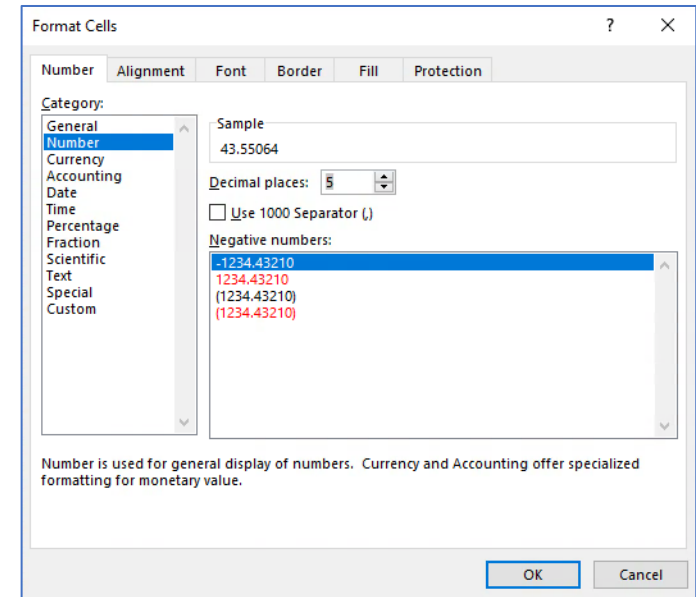 Format Cells
?
Number
Alignment
Font
Border
Fill
Protection
Category:
General
Number
Currency
Accounting
Date
Time
Percentage
Fraction
Scientific
Text
Special
Custom
Sample
43.55064
Decimal places: 5
Use 1000 Separator (,)
Negative numbers:
-1234.43210
1234.43210
(1234.43210)
(1234.43210)
Number is used for general display of numbers.  Currency and Accounting offer specialized
formatting for monetary value.
OK
Cancel